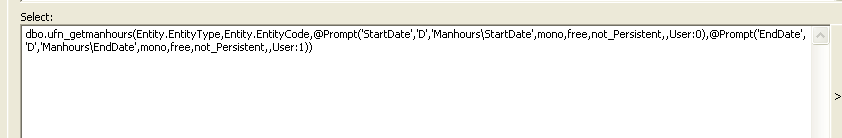 Select:
dbo.ufn_getmanhours(Entity.EntityType,Entity.EntityCode,@Prompt('StartDate','D','Manhours\StartDate',mono,free,not_Persistent,,User:0),@Prompt('EndDate',
'D','Manhours\EndDate',mono,free,not_Persistent,,User:1))
>